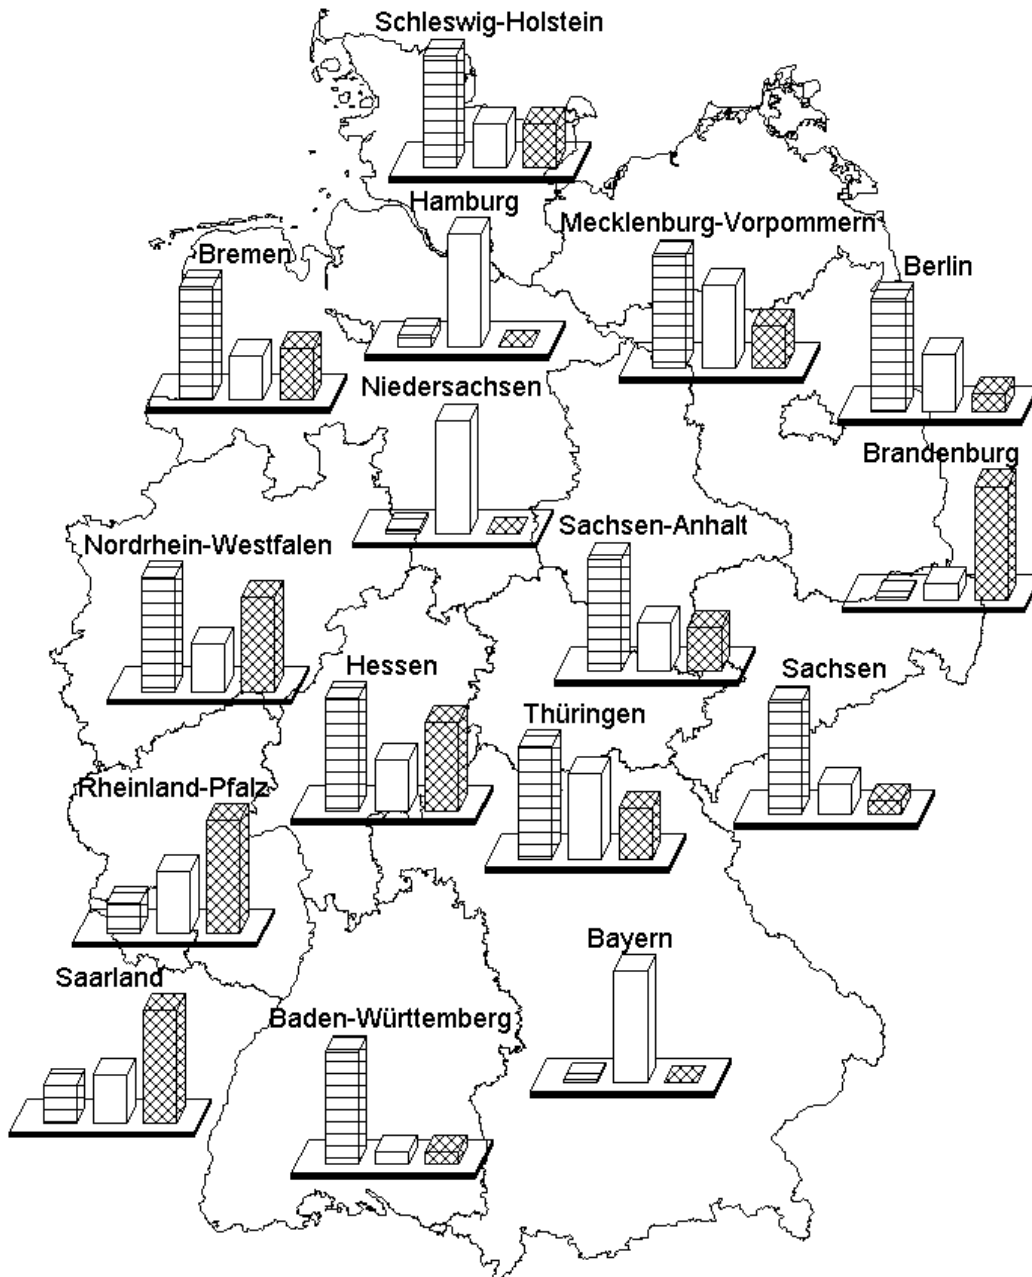 Schleswig-Holstein
Hamburg
Mecklenburg-Vorpommern
Bremen
Berlin
Niedersachsen
Brandenburg
Sachsen-Anhalt
Nordrhein-Westfalen
Hessen
Sachsen
Thüringen
Rheinland-Pfalz
Bayern
Saarland
Baden-Württemberg